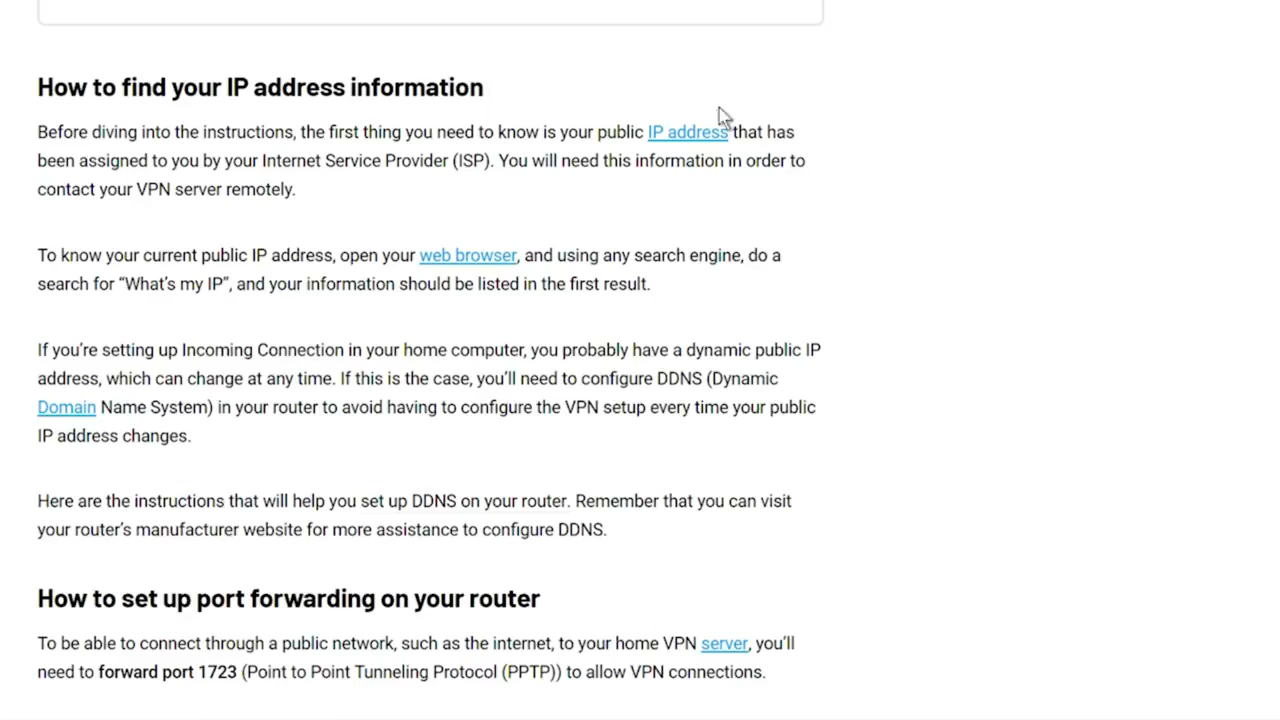 How to find your IP address information
Before diving into the instructions, the first thing you need to know is your public IP address that has
been assigned to you by your Internet Service Provider (ISP). You will need this information in order to
contact your VPN server remotely.
To know your current public IP address, open your web browser, and using any search engine, do a
search for “What’s my IP”, and your information should be listed in the first result.
If you’re setting up Incoming Connection in your home computer, you probably have a dynamic public IP
address, which can change at any time. If this is the case, you’ll need to configure DDNS (Dynamic
Domain Name System) in your router to avoid having to configure the VPN setup every time your public
IP address changes.
Here are the instructions that will help you set up DDNS on your router. Remember that you can visit
your router’s manufacturer website for more assistance to configure DDNS.
How to set up port forwarding on your router
To be able to connect through a public network, such as the internet, to your home VPN server, you’ll
need to forward port 1723 (Point to Point Tunneling Protocol (PPTP)) to allow VPN connections.